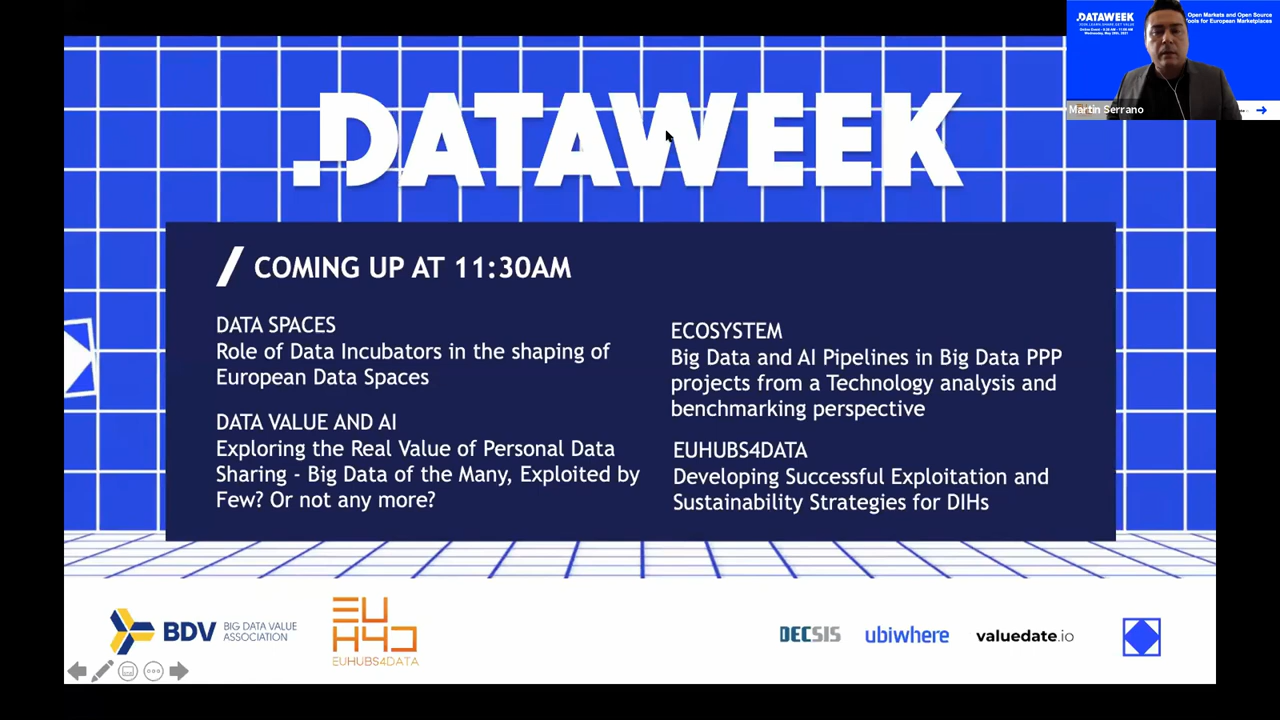 .DATAWEEK
COMING UP AT 11:30AM
DATA SPACES
Role of Data Incubators in the shaping of
European Data Spaces
DATA VALUE AND AI
Exploring the Real Value of Personal Data
Sharing - Big Data of the Many, Exploited by
Few? Or not any more?
ECOSYSTEM
Big Data and AI Pipelines in Big Data PPP
projects from a Technology analysis and
benchmarking perspective
EUHUBS4DATA
Developing Successful Exploitation and
Sustainability Strategies for DIHs
BDV
BIG DATA VALUE
ASSOCIATION
EU
H4D
EUHUBS4DATA
DECSIS
ubiwhere
valuedate.io
.DATAWEEK
Open Markets and Open Source
Tools for European Marketplaces
Martin Serrano